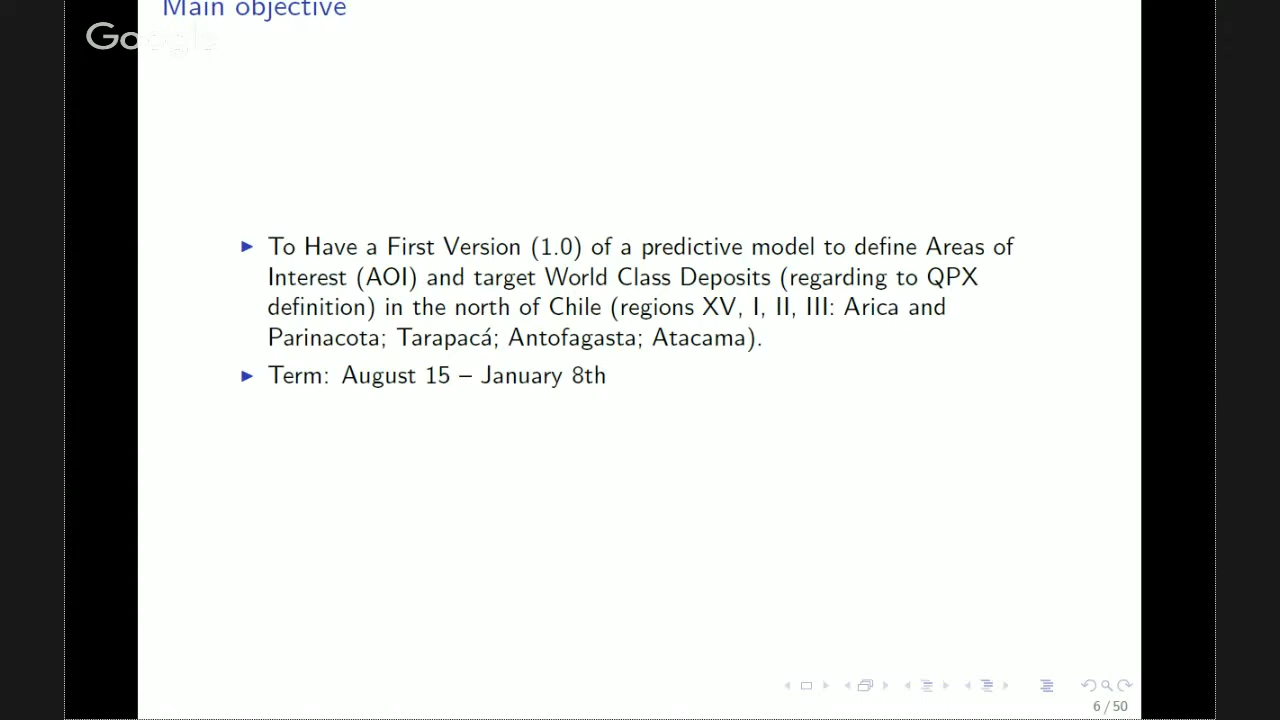 Main objective
Google
▶ To Have a First Version (1.0) of a predictive model to define Areas of
Interest (AOI) and target World Class Deposits (regarding to QPX
definition) in the north of Chile (regions XV, I, II, III: Arica and
Parinacota; Tarapacá; Antofagasta; Atacama).
▶ Term: August 15 – January 8th
6 / 50